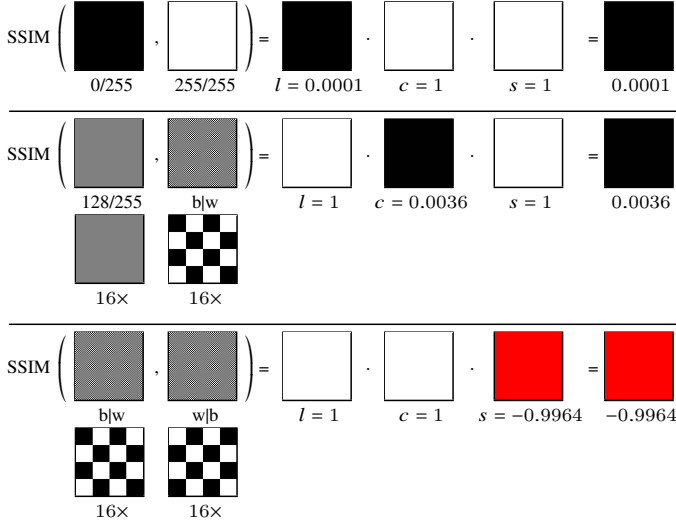 SSIM ( , ) = · · =
0/255 255/255 l = 0.0001 c = 1 s = 1 0.0001
SSIM ( , ) = · · =
128/255 b|w l = 1 c = 0.0036 s = 1 0.0036
16× 16×
SSIM ( , ) = · · =
b|w w|b l = 1 c = 1 s = −0.9964 −0.9964
16× 16×